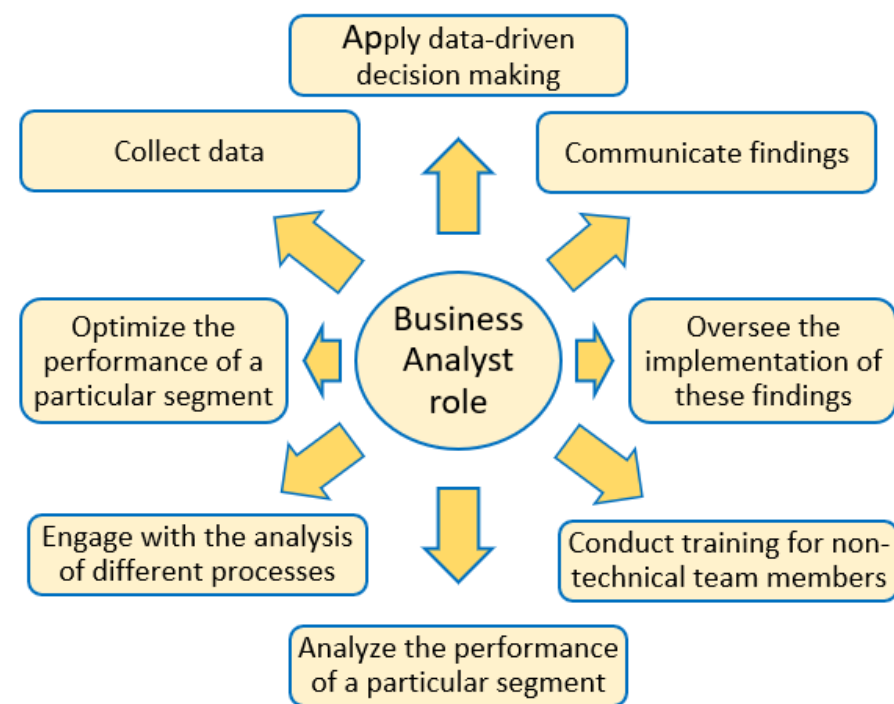 Apply data-driven
decision making
Collect data
Communicate findings
Optimize the
performance of a
particular segment
Business
Analyst
role
Oversee the
implementation of
these findings
Engage with the analysis
of different processes
Conduct training for non-
technical team members
Analyze the performance
of a particular segment